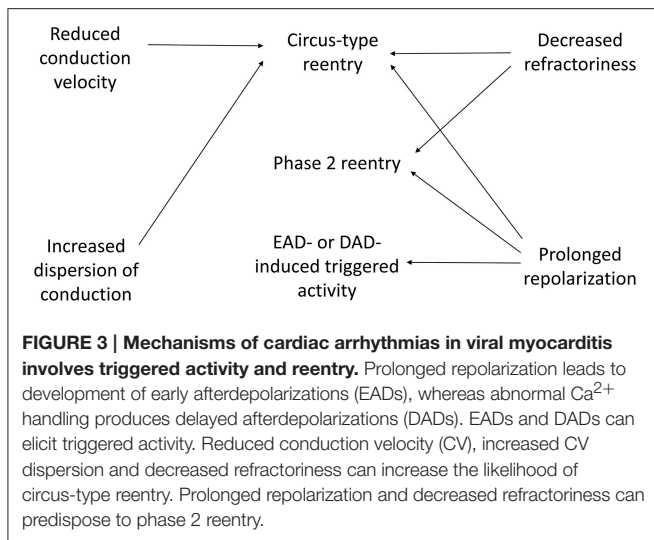 Reduced
conduction
velocity
Circus-type
reentry
Decreased
refractoriness
Phase 2 reentry
Increased
dispersion of
conduction
EAD- or DAD-
induced triggered
activity
Prolonged
repolarization
FIGURE 3 | Mechanisms of cardiac arrhythmias in viral myocarditis
involves triggered activity and reentry. Prolonged repolarization leads to
development of early afterdepolarizations (EADs), whereas abnormal Ca²⁺
handling produces delayed afterdepolarizations (DADs). EADs and DADs can
elicit triggered activity. Reduced conduction velocity (CV), increased CV
dispersion and decreased refractoriness can increase the likelihood of
circus-type reentry. Prolonged repolarization and decreased refractoriness can
predispose to phase 2 reentry.